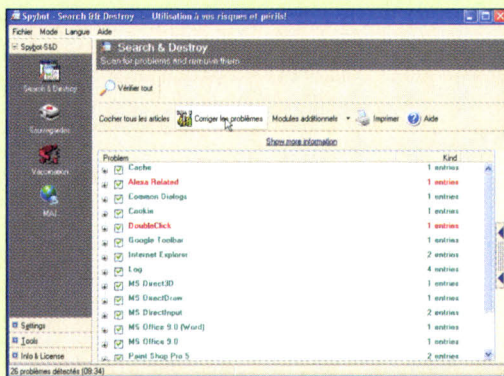 Spybot - Search & Destroy - Utilisation à vos risques et périls!
Fichier Mode Langue Aide
Spybot-S&D
Search & Destroy
Search & Destroy
Scan for problems and remove them.
Sauvegardes
Vaccination
MAJ
Settings
Tools
Info & License
Vérifier tout
Cocher tous les articles Corriger les problèmes Modules additionnels Imprimer Aide
Show more information
Problem Kind
Cache 1 entries
Alexa Related 1 entries
Common Dialogs 1 entries
Cookie 1 entries
DoubleClick 1 entries
Google Toolbar 1 entries
Internet Explorer 2 entries
Log 4 entries
MS Direct3D 1 entries
MS DirectDraw 1 entries
MS DirectInput 2 entries
MS Office 9.0 (Word) 1 entries
MS Office 9.0 1 entries
Paint Shop Pro 5 2 entries
26 problèmes détectés (09:34)